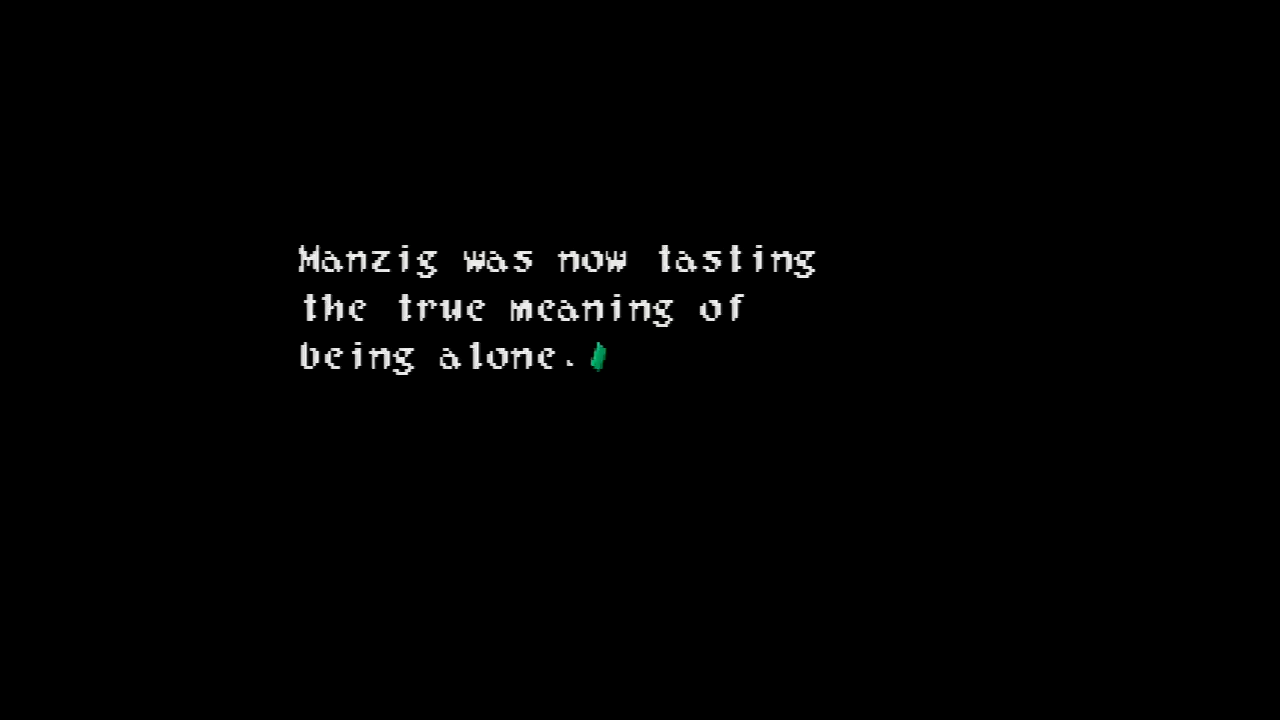 Manzig was now tasting
the true meaning of
being alone.